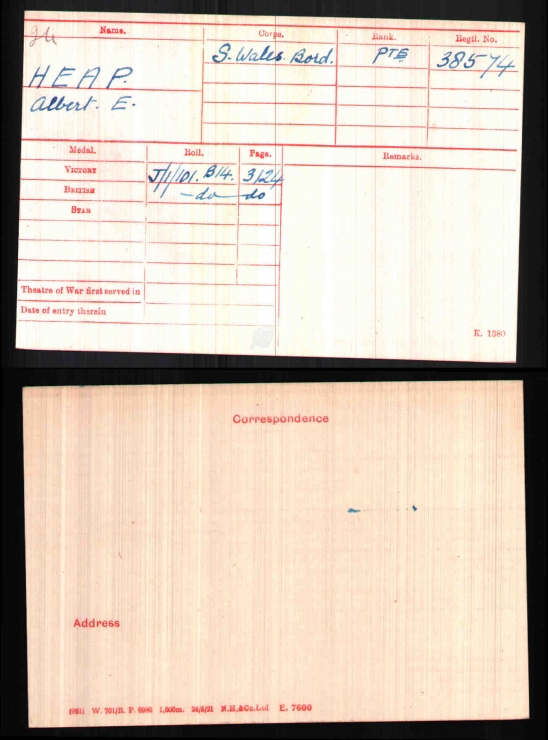 Name. Corps. Rank. Regtl. No.
S. Wales. Bord. PTE 38574
HEAP.
Albert. E.
Medal. Roll. Page. Remarks.
VICTORY J/1/101. B14. 3124
BRITISH - do do
STAR
Theatre of War first served in
Date of entry therein
K. 1380
Correspondence
Address
W. 701/D. P. 6980 1,000m. 24/5/21 N.H.&Co.Ltd E. 7600